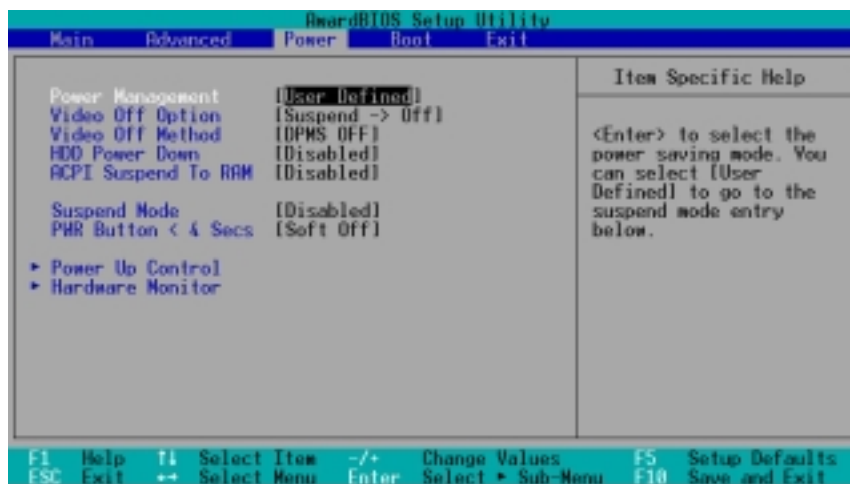 AwardBIOS Setup Utility
Main Advanced Power Boot Exit
Power Management [User Defined]
Video Off Option [Suspend -> Off]
Video Off Method [DPMS OFF]
HDD Power Down [Disabled]
ACPI Suspend To RAM [Disabled]
Suspend Mode [Disabled]
PWR Button < 4 Secs [Soft Off]
► Power Up Control
► Hardware Monitor
Item Specific Help
<Enter> to select the
power saving mode. You
can select [User
Defined] to go to the
suspend mode entry
below.
F1 Help ↑↓ Select Item -/+ Change Values F5 Setup Defaults
ESC Exit ←→ Select Menu Enter Select ► Sub-Menu F10 Save and Exit